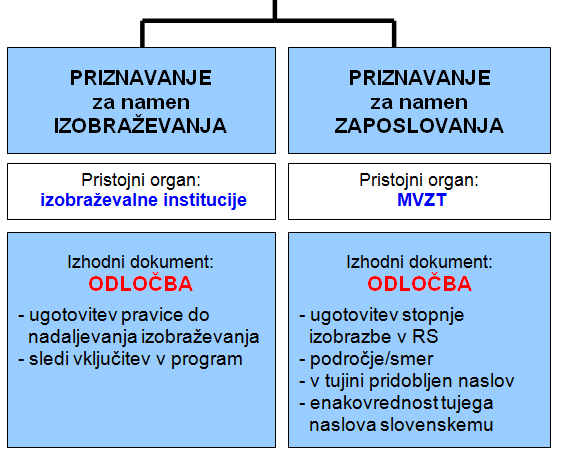 PRIZNAVANJE
za namen
IZOBRAŽEVANJA
Pristojni organ:
izobraževalne institucije
Izhodni dokument:
ODLOČBA
- ugotovitev pravice do
nadaljevanja izobraževanja
- sledi vključitev v program
PRIZNAVANJE
za namen
ZAPOSLOVANJA
Pristojni organ:
MVZT
Izhodni dokument:
ODLOČBA
- ugotovitev stopnje
izobrazbe v RS
- področje/smer
- v tujini pridobljen naslov
- enakovrednost tujega
naslova slovenskemu